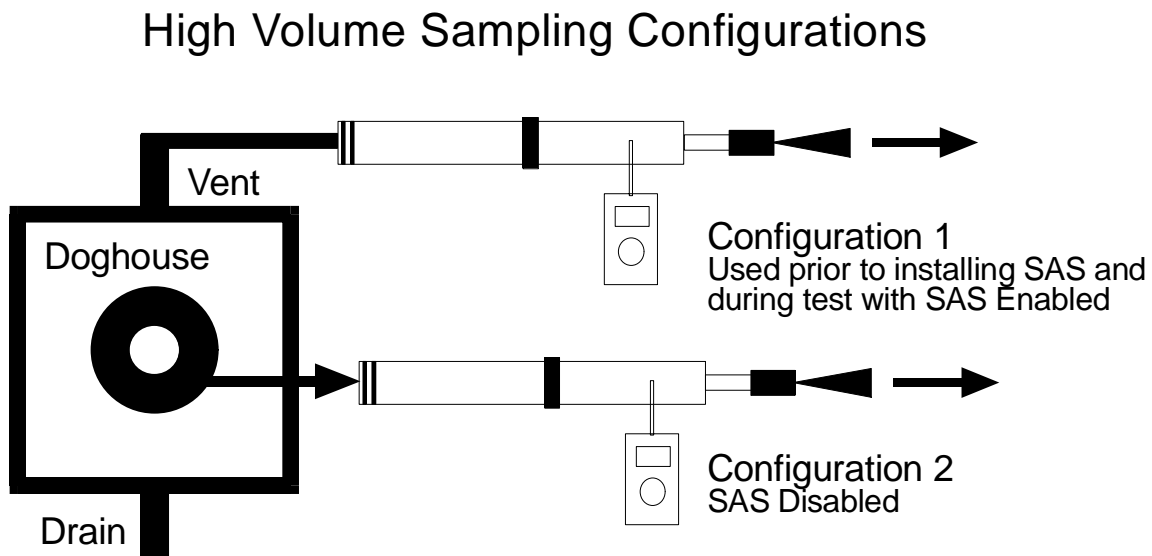 High Volume Sampling Configurations
Vent
Doghouse
Configuration 1
Used prior to installing SAS and
during test with SAS Enabled
Configuration 2
SAS Disabled
Drain